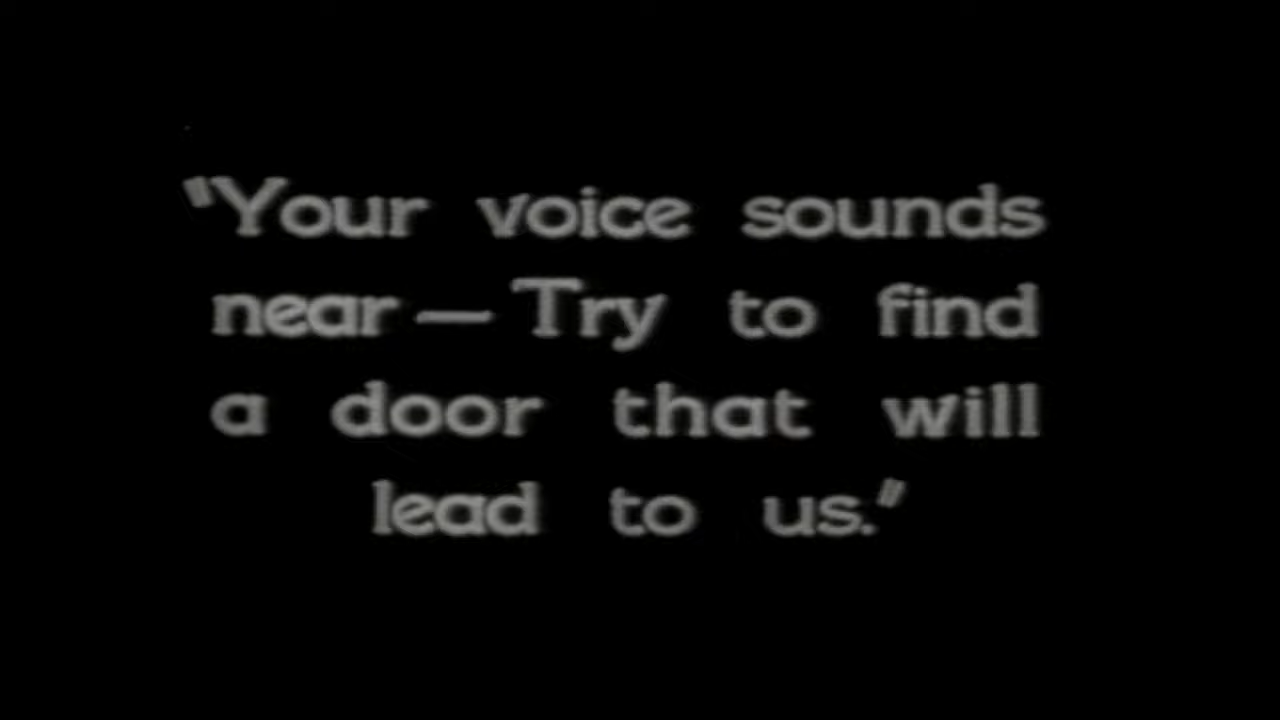 "Your voice sounds
near — Try to find
a door that will
lead to us."